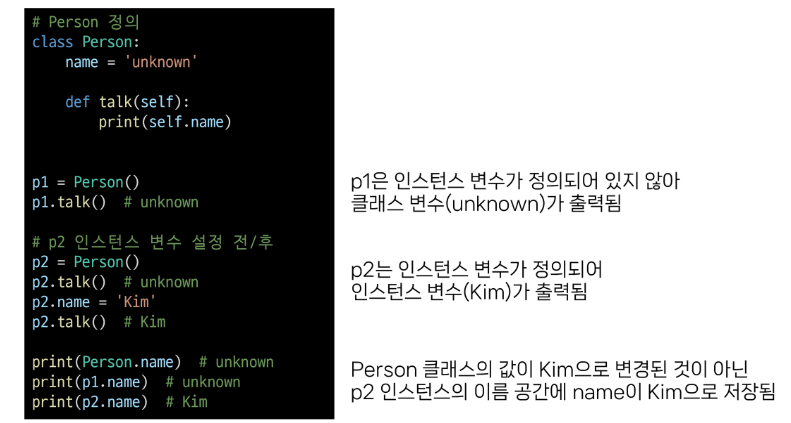 # Person 정의
class Person:
    name = 'unknown'
    def talk(self):
        print(self.name)
p1 = Person()
p1.talk()  # unknown
p1은 인스턴스 변수가 정의되어 있지 않아
클래스 변수(unknown)가 출력됨
# p2 인스턴스 변수 설정 전/후
p2 = Person()
p2.talk()  # unknown
p2.name = 'Kim'
p2.talk()  # Kim
p2는 인스턴스 변수가 정의되어
인스턴스 변수(Kim)가 출력됨
print(Person.name)  # unknown
print(p1.name)  # unknown
print(p2.name)  # Kim
Person 클래스의 값이 Kim으로 변경된 것이 아닌
p2 인스턴스의 이름 공간에 name이 Kim으로 저장됨